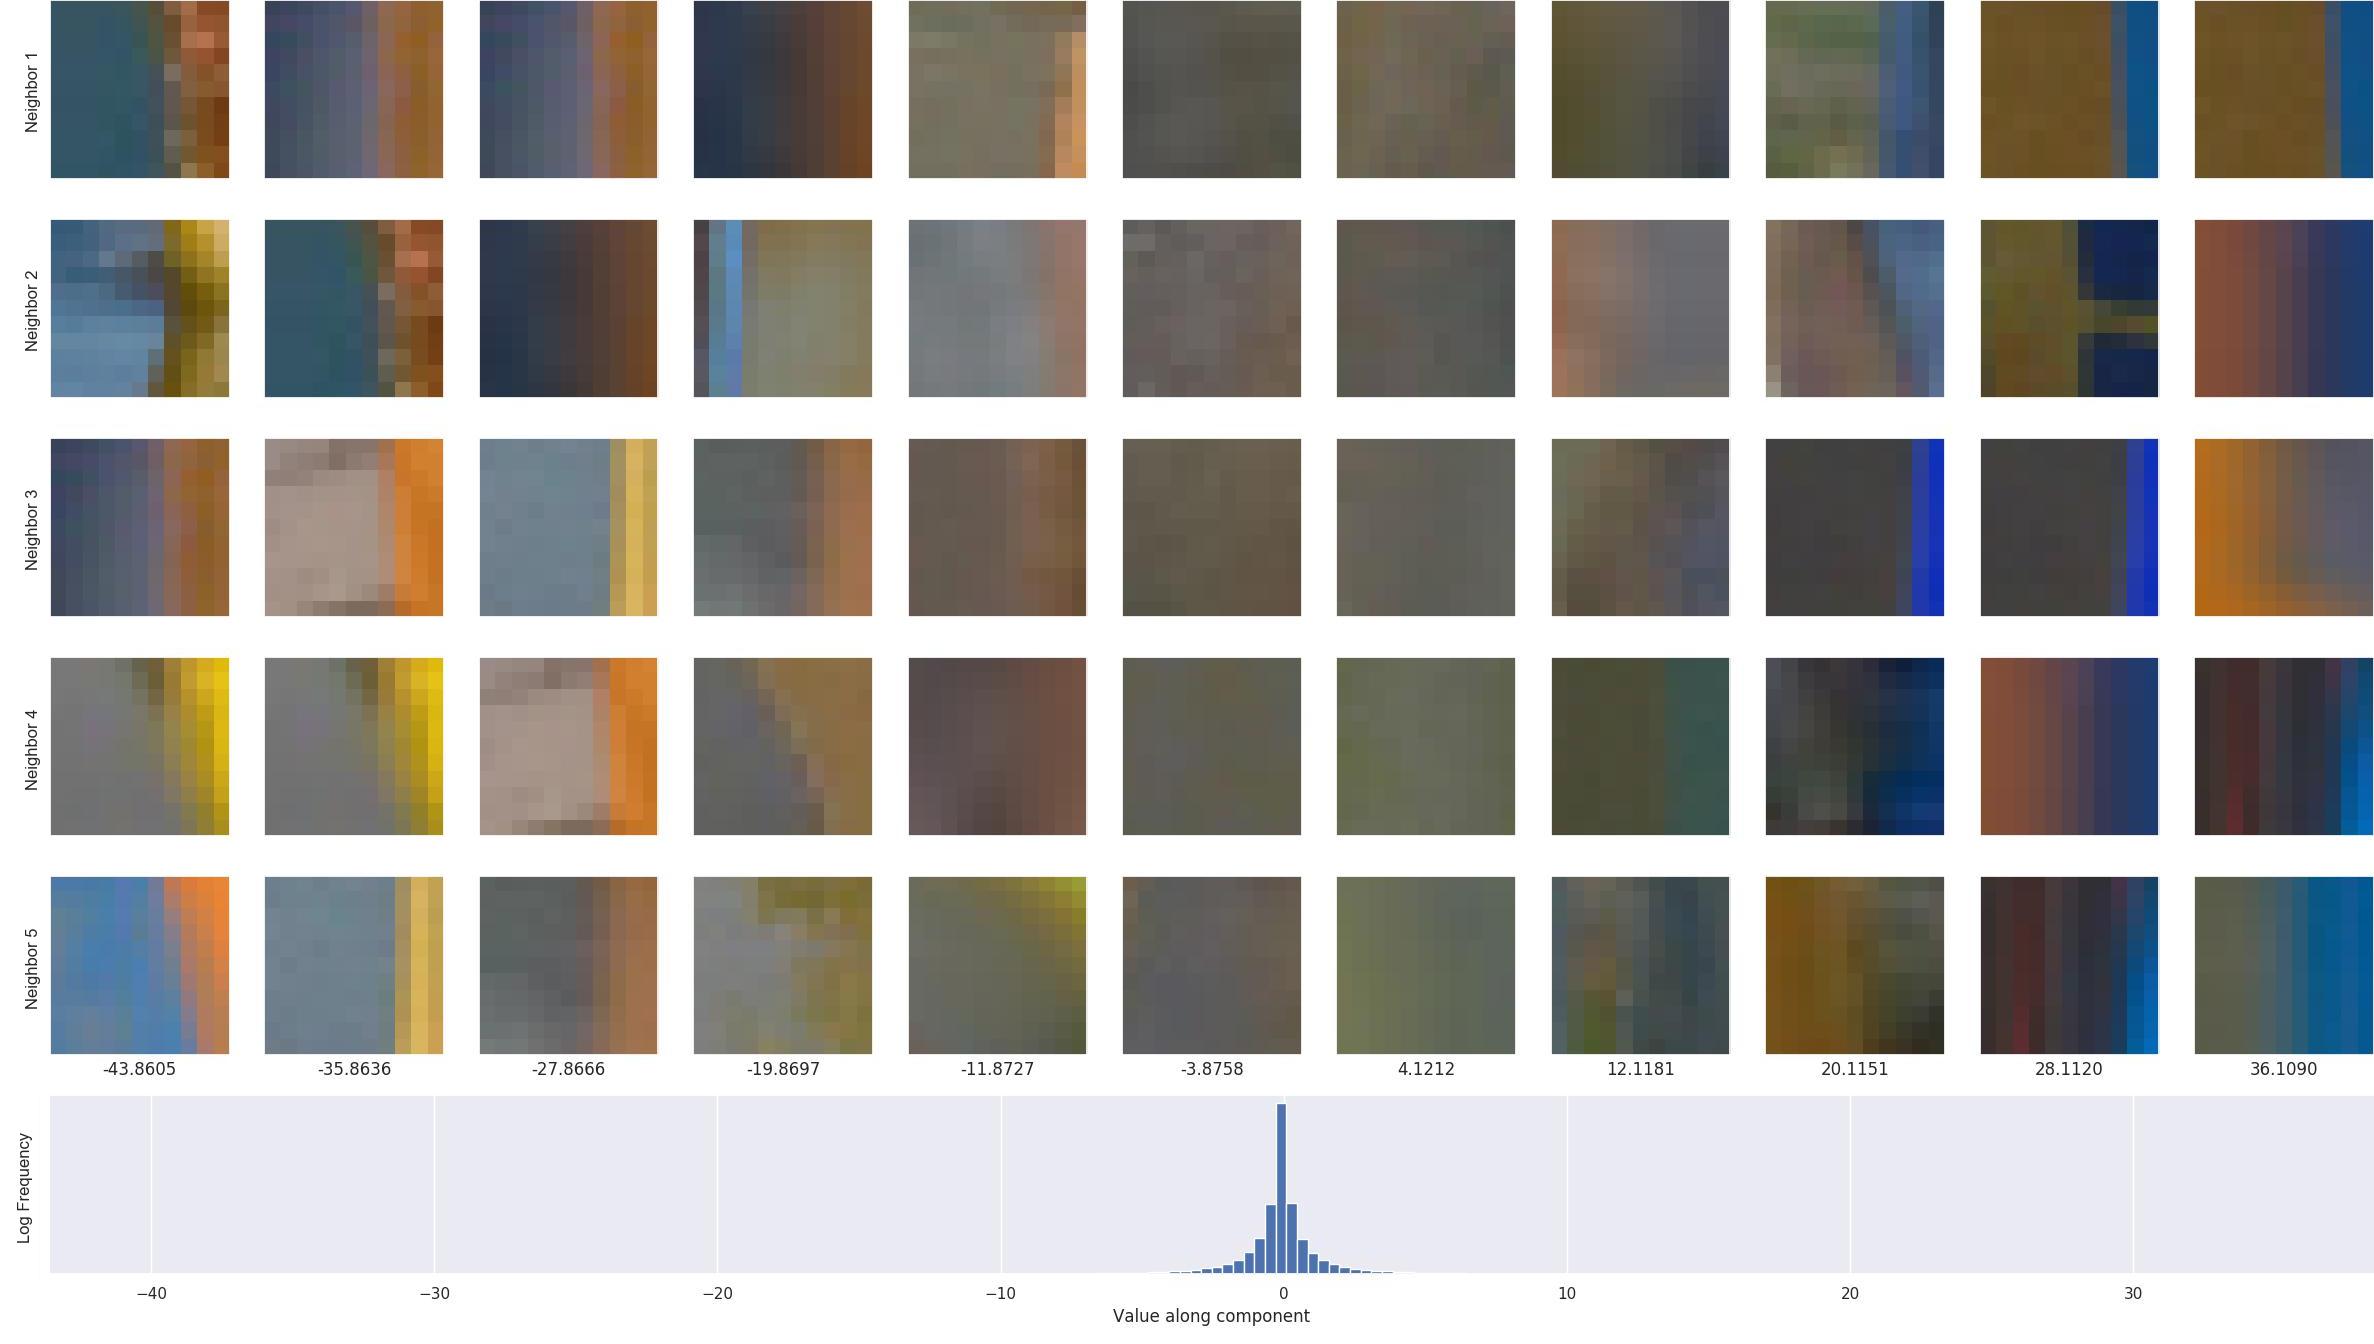 Neighbor 1
Neighbor 2
Neighbor 3
Neighbor 4
Neighbor 5
-43.8605 -35.8636 -27.8666 -19.8697 -11.8727 -3.8758 4.1212 12.1181 20.1151 28.1120 36.1090
Log Frequency
−40 −30 −20 −10 0 10 20 30
Value along component